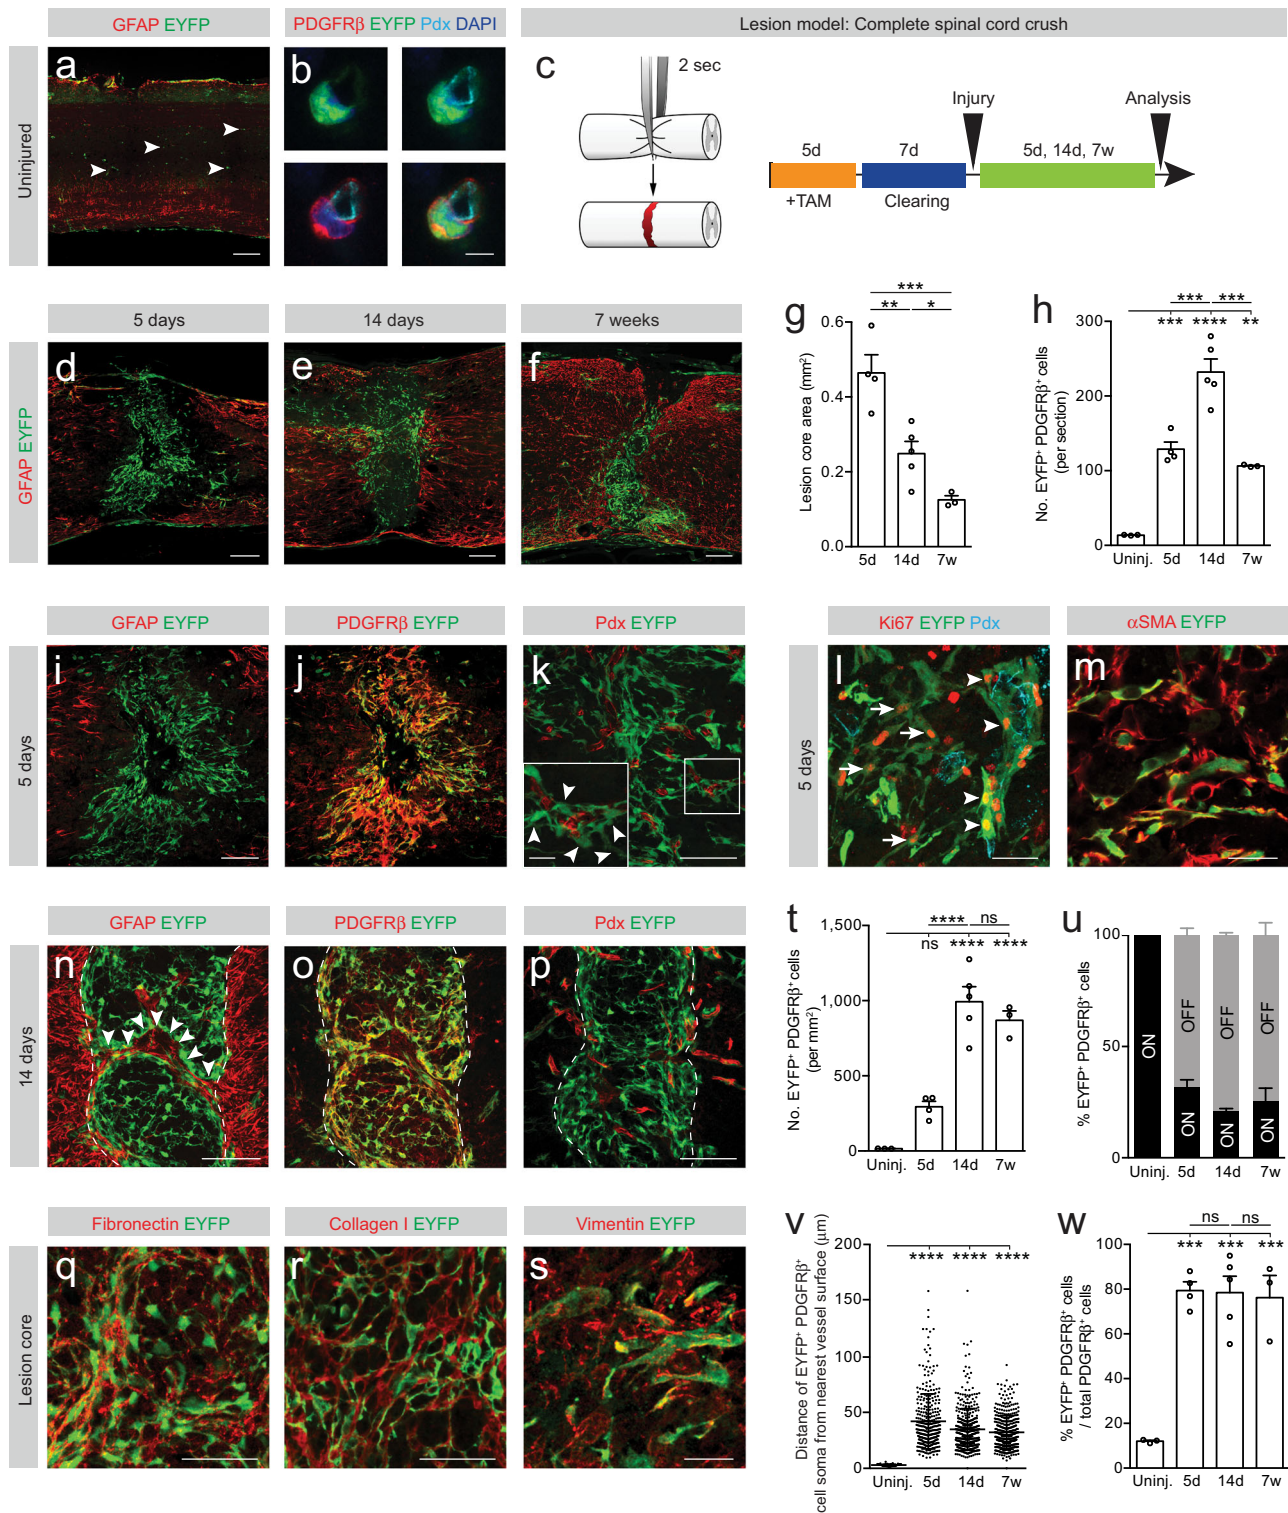 GFAP EYFP
PDGFRβ EYFP Pdx DAPI
Lesion model: Complete spinal cord crush
Uninjured
a
b
c
2 sec
Injury
Analysis
5d
7d
5d, 14d, 7w
+TAM
Clearing
5 days
14 days
7 weeks
GFAP EYFP
d
e
f
g
***
** *
Lesion core area (mm²)
0.6
0.4
0.2
0.0
5d 14d 7w
h
*** ***
*** **** **
No. EYFP⁺ PDGFRβ⁺ cells
(per section)
300
200
100
0
Uninj. 5d 14d 7w
GFAP EYFP
PDGFRβ EYFP
Pdx EYFP
Ki67 EYFP Pdx
αSMA EYFP
5 days
i
j
k
5 days
l
m
GFAP EYFP
PDGFRβ EYFP
Pdx EYFP
14 days
n
o
p
t
**** ns
ns **** ****
No. EYFP⁺ PDGFRβ⁺ cells
(per mm²)
1,500
1,000
500
0
Uninj. 5d 14d 7w
u
% EYFP⁺ PDGFRβ⁺ cells
100
50
0
ON
OFF
ON
OFF
ON
OFF
ON
Uninj. 5d 14d 7w
Fibronectin EYFP
Collagen I EYFP
Vimentin EYFP
Lesion core
q
r
s
v
**** **** ****
Distance of EYFP⁺ PDGFRβ⁺
cell soma from nearest vessel surface (μm)
200
150
100
50
0
Uninj. 5d 14d 7w
w
ns ns
*** *** ***
% EYFP⁺ PDGFRβ⁺ cells
/ total PDGFRβ⁺ cells
100
80
60
40
20
0
Uninj. 5d 14d 7w